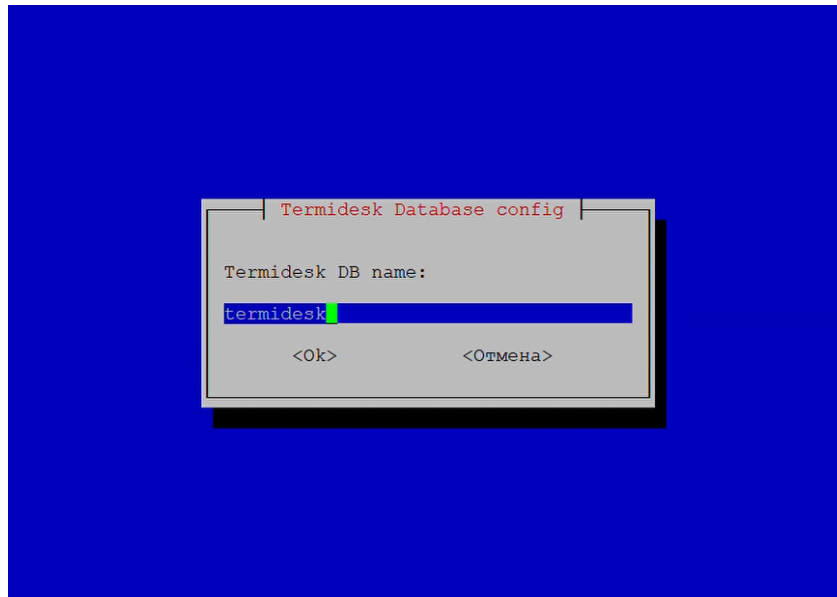 Termidesk Database config
Termidesk DB name:
termidesk
<Ok> <Отмена>